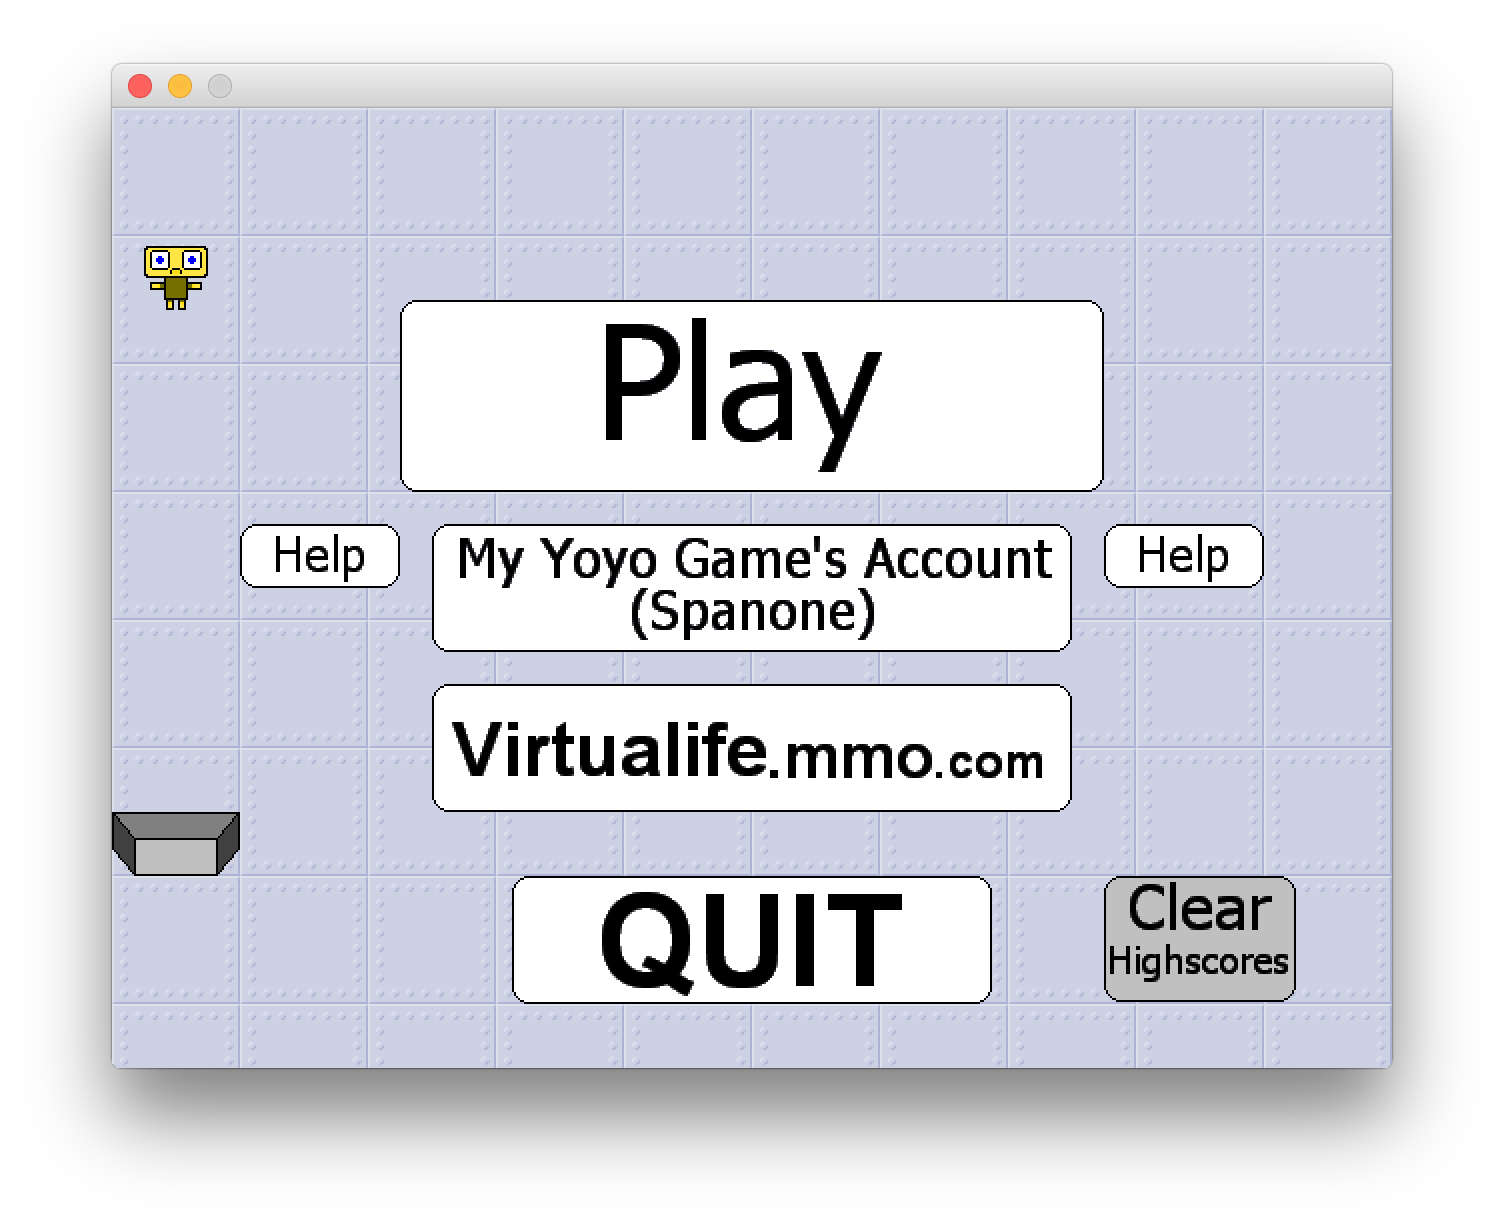 Play
Help
My Yoyo Game's Account
(Spanone)
Help
Virtualife.mmo.com
QUIT
Clear
Highscores